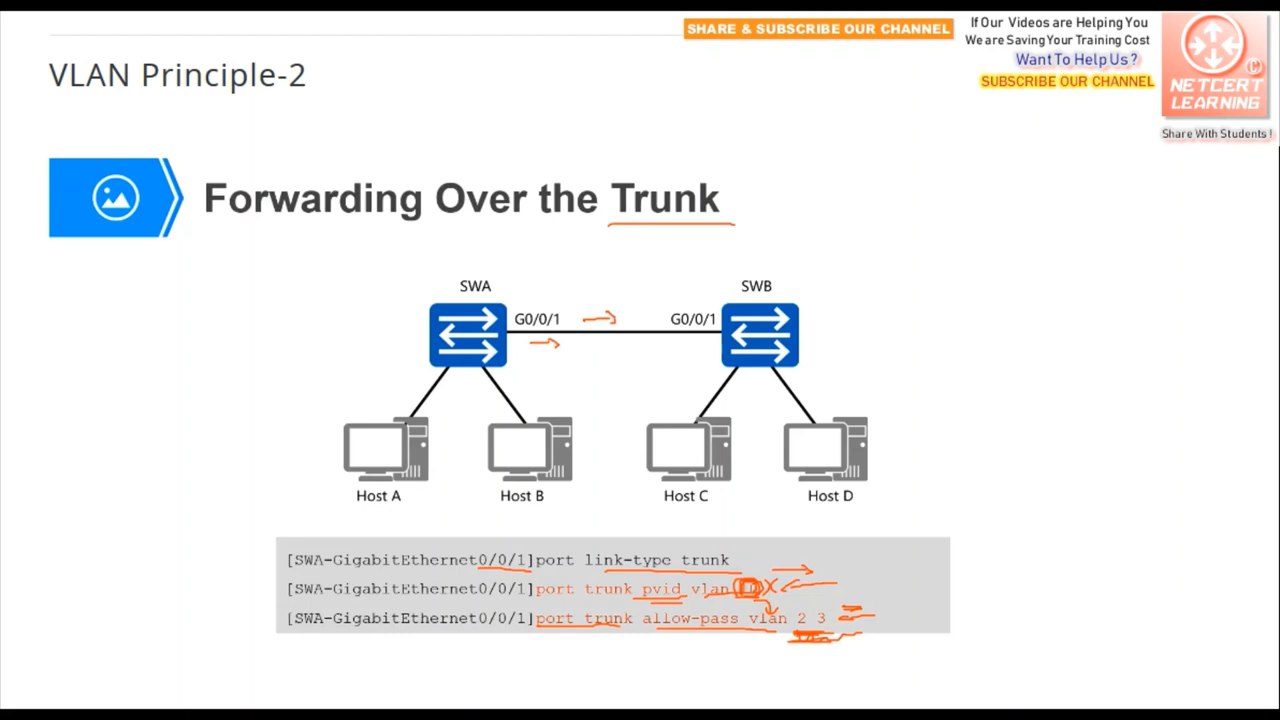 SHARE & SUBSCRIBE OUR CHANNEL
If Our Videos are Helping You
We are Saving Your Training Cost
Want To Help Us ?
SUBSCRIBE OUR CHANNEL
C
NETCERT
LEARNING
Share With Students !
VLAN Principle-2
Forwarding Over the Trunk
SWA
SWB
G0/0/1
G0/0/1
Host A
Host B
Host C
Host D
[SWA-GigabitEthernet0/0/1]port link-type trunk
[SWA-GigabitEthernet0/0/1]port trunk pvid vlan
[SWA-GigabitEthernet0/0/1]port trunk allow-pass vlan 2 3